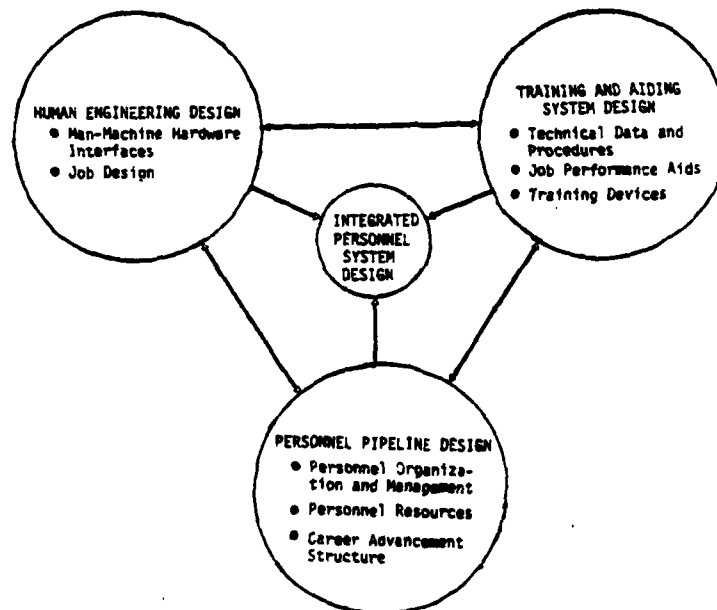 HUMAN ENGINEERING DESIGN
● Man-Machine Hardware
Interfaces
● Job Design
TRAINING AND AIDING
SYSTEM DESIGN
● Technical Data and
Procedures
● Job Performance Aids
● Training Devices
INTEGRATED
PERSONNEL
SYSTEM
DESIGN
PERSONNEL PIPELINE DESIGN
● Personnel Organiza-
tion and Management
● Personnel Resources
● Career Advancement
Structure